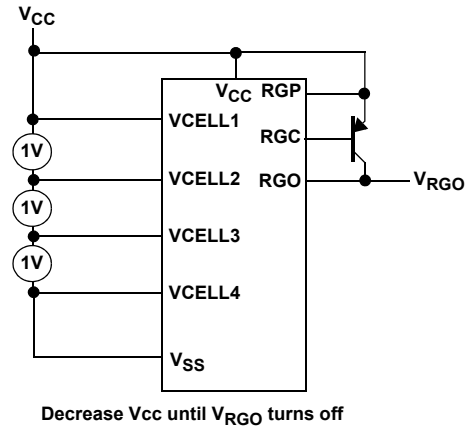 VCC
VCC RGP
VCELL1
RGC
1V
VCELL2
RGO
VRGO
1V
VCELL3
1V
VCELL4
VSS
Decrease Vcc until VRGO turns off